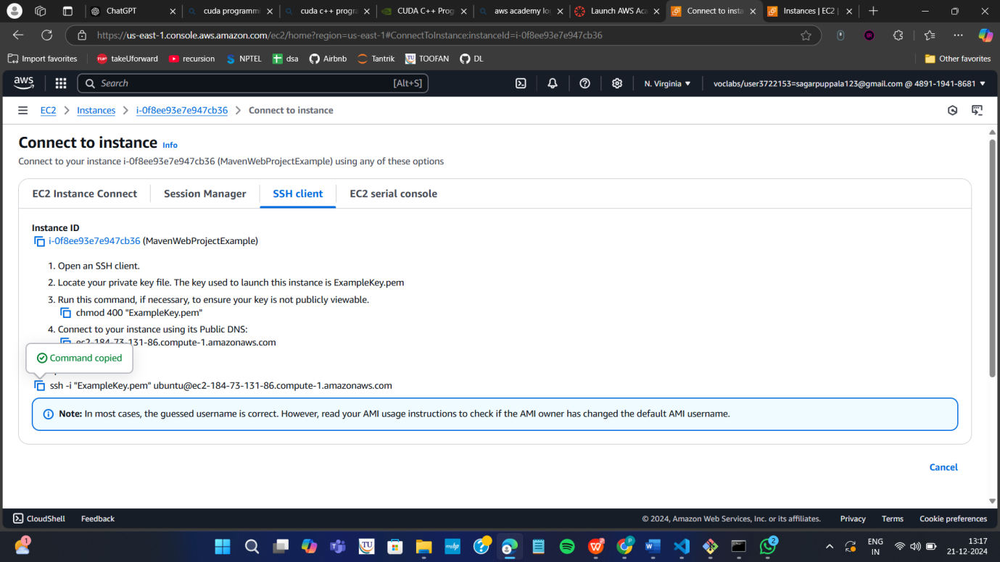 ChatGPT
cuda programmi
cuda c++ progra
CUDA C++ Prog
aws academy lo
Launch AWS Aca
Connect to insta
Instances | EC2 |
https://us-east-1.console.aws.amazon.com/ec2/home?region=us-east-1#ConnectToInstance:instanceId=i-0f8ee93e7e947cb36
Import favorites
takeUforward
recursion
NPTEL
dsa
Airbnb
Tantrik
TOOFAN
DL
Other favorites
aws
Search
[Alt+S]
N. Virginia
voclabs/user3722153=sagarpuppala123@gmail.com @ 4891-1941-8681
EC2
Instances
i-0f8ee93e7e947cb36
Connect to instance
Connect to instance Info
Connect to your instance i-0f8ee93e7e947cb36 (MavenWebProjectExample) using any of these options
EC2 Instance Connect
Session Manager
SSH client
EC2 serial console
Instance ID
i-0f8ee93e7e947cb36 (MavenWebProjectExample)
1. Open an SSH client.
2. Locate your private key file. The key used to launch this instance is ExampleKey.pem
3. Run this command, if necessary, to ensure your key is not publicly viewable.
chmod 400 "ExampleKey.pem"
4. Connect to your instance using its Public DNS:
ec2-184-73-131-86.compute-1.amazonaws.com
Command copied
ssh -i "ExampleKey.pem" ubuntu@ec2-184-73-131-86.compute-1.amazonaws.com
Note: In most cases, the guessed username is correct. However, read your AMI usage instructions to check if the AMI owner has changed the default AMI username.
Cancel
CloudShell
Feedback
© 2024, Amazon Web Services, Inc. or its affiliates.
Privacy
Terms
Cookie preferences
1
TU
myhp
P
2
ENG
IN
13:17
21-12-2024